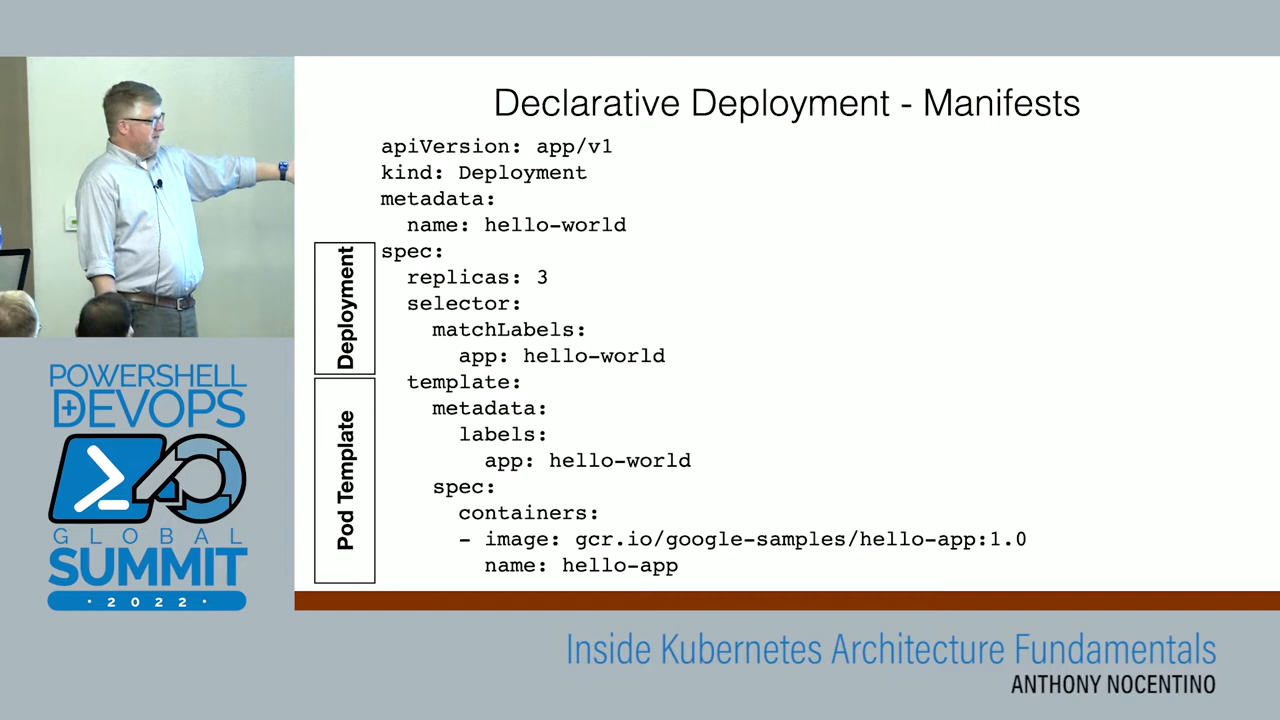 Declarative Deployment - Manifests
apiVersion: app/v1
kind: Deployment
metadata:
name: hello-world
spec:
replicas: 3
selector:
matchLabels:
app: hello-world
template:
metadata:
labels:
app: hello-world
spec:
containers:
- image: gcr.io/google-samples/hello-app:1.0
name: hello-app
Deployment
Pod Template
POWERSHELL
+DEVOPS
GLOBAL
SUMMIT
· 2022 ·
Inside Kubernetes Architecture Fundamentals
ANTHONY NOCENTINO